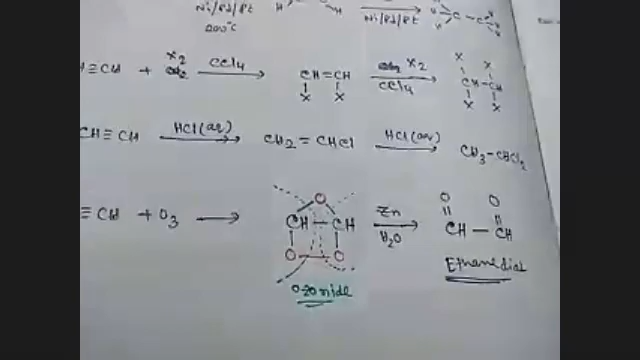 Ni/Pd/Pt Ni/Pd/Pt
200°C
≡CH + X2 CCl4 CH=CH X2 CCl4 CH-CH
X X X X X X
CH≡CH HCl(aq) CH2=CHCl HCl(aq) CH3-CHCl2
≡CH + O3 CH-CH O O O Zn H2O CH-CH O O
Ozonide Ethanedial